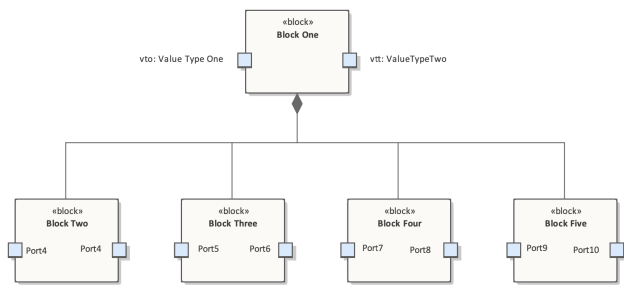 «block»
Block One
vto: Value Type One
vtt: ValueTypeTwo
«block»
Block Two
Port4
Port4
«block»
Block Three
Port5
Port6
«block»
Block Four
Port7
Port8
«block»
Block Five
Port9
Port10